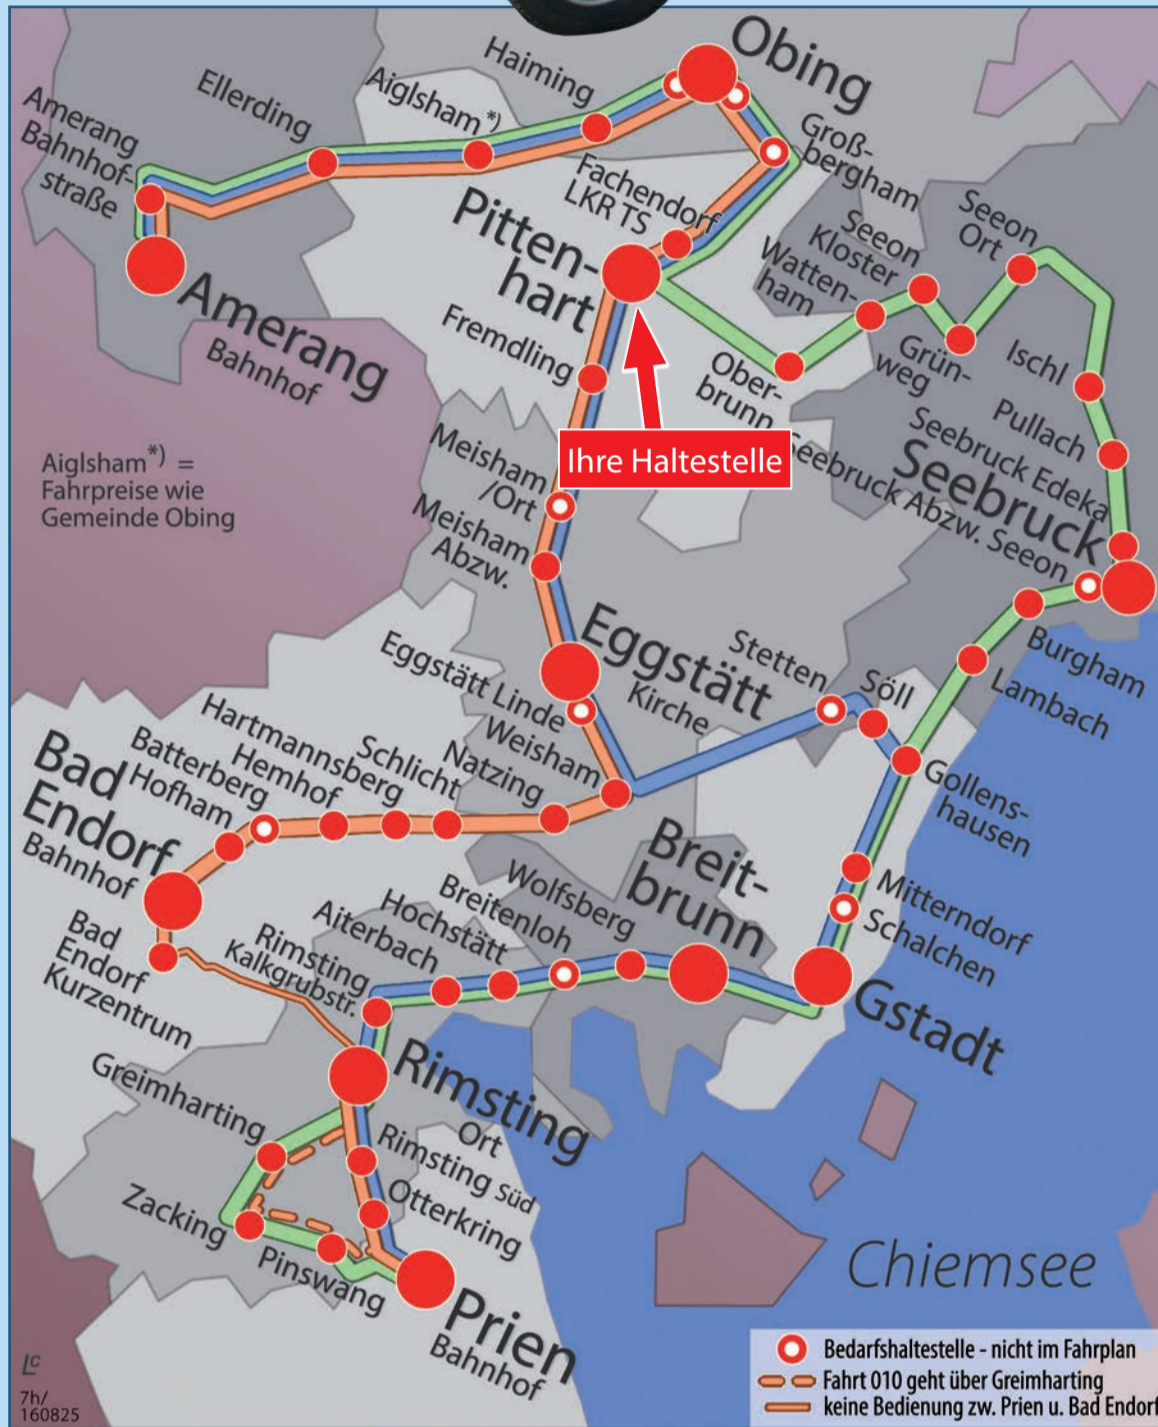 Obing
Haiming
Aiglsham*)
Ellerding
Amerang
Bahnhof-
straße
Groß-
bergham
Fachendorf
LKR TS
Pitten-
hart
Amerang
Bahnhof
Seeon
Ort
Seeon
Kloster
Watten-
ham
Grün-
weg
Ober-
brunn
Ischl
Pullach
Fremdling
Ihre Haltestelle
Aiglsham*) =
Fahrpreise wie
Gemeinde Obing
Meisham
/Ort
Meisham
Abzw.
Seebruck Edeka
Seebruck
Seebruck Abzw. Seeon
Burgham
Lambach
Eggstätt
Kirche
Eggstätt Linde
Weisham
Stetten
Söll
Gollens-
hausen
Natzing
Schlicht
Hartmannsberg
Hemhof
Batterberg
Hofham
Bad
Endorf
Bahnhof
Bad
Endorf
Kurzentrum
Breit-
brunn
Wolfsberg
Breitenloh
Hochstätt
Aiterbach
Rimsting
Kalkgrubstr.
Mitterndorf
Schalchen
Gstadt
Rimsting
Ort
Greimharting
Rimsting Süd
Otterkring
Zacking
Pinswang
Prien
Bahnhof
Chiemsee
Bedarfshaltestelle - nicht im Fahrplan
Fahrt 010 geht über Greimharting
keine Bedienung zw. Prien u. Bad Endorf
Lc
7h/
160825